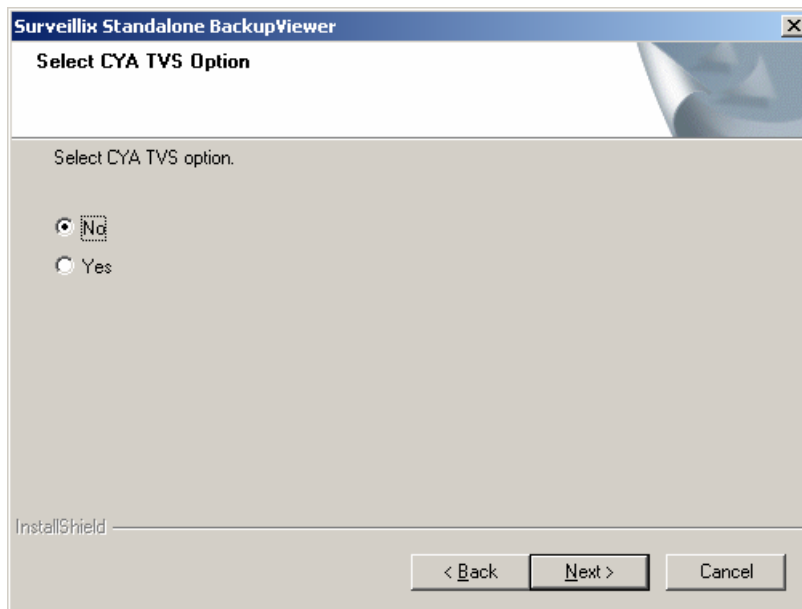 Surveillix Standalone BackupViewer
Select CYA TVS Option
Select CYA TVS option.
No
Yes
InstallShield
< Back Next > Cancel